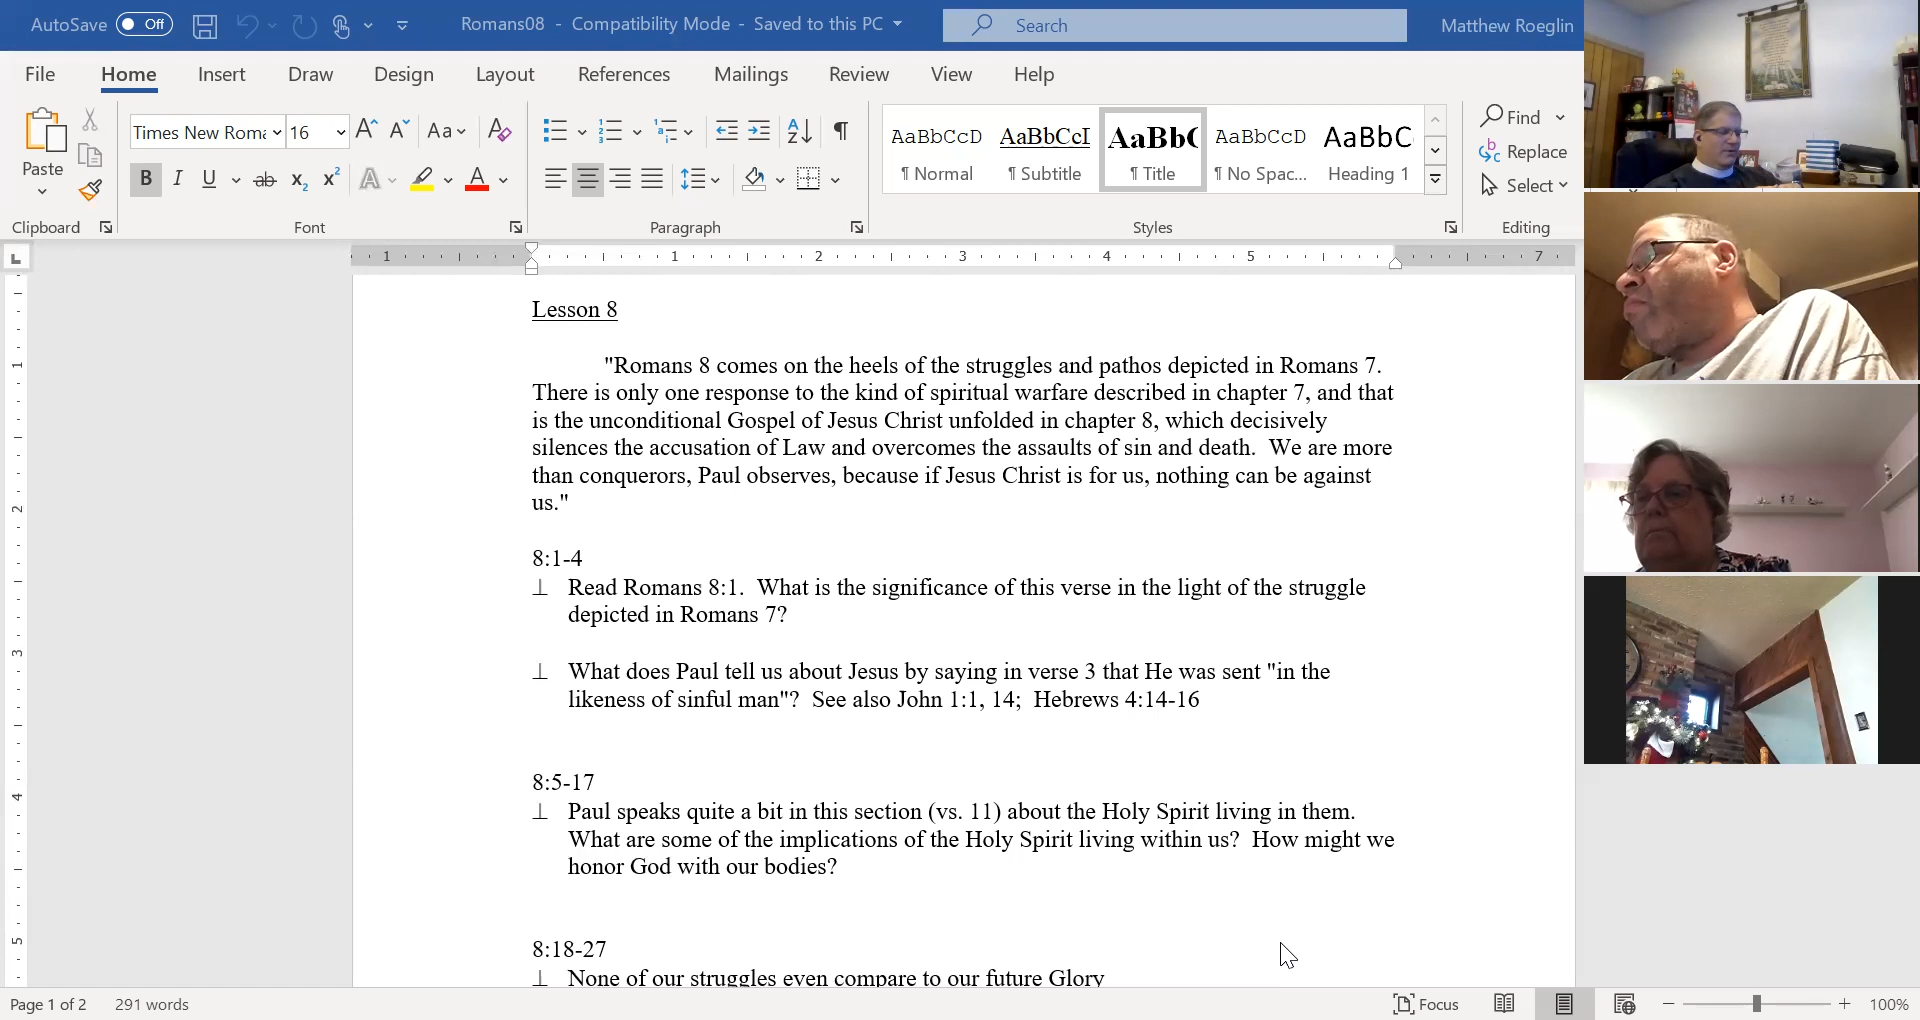 AutoSave Off Romans08 - Compatibility Mode - Saved to this PC Search Matthew Roeglin
File Home Insert Draw Design Layout References Mailings Review View Help
Times New Roma 16 Aa AaBbCcD AaBbCcI AaBb( AaBbCcD AaBbC Find
Paste B I U ab x2 x2 A A ¶ Normal ¶ Subtitle ¶ Title ¶ No Spac... Heading 1 Replace
Select
Clipboard Font Paragraph Styles Editing
1 1 2 3 4 5 7
Lesson 8
"Romans 8 comes on the heels of the struggles and pathos depicted in Romans 7.
There is only one response to the kind of spiritual warfare described in chapter 7, and that
is the unconditional Gospel of Jesus Christ unfolded in chapter 8, which decisively
silences the accusation of Law and overcomes the assaults of sin and death.  We are more
than conquerors, Paul observes, because if Jesus Christ is for us, nothing can be against
us."
8:1-4
⊥ Read Romans 8:1.  What is the significance of this verse in the light of the struggle
depicted in Romans 7?
⊥ What does Paul tell us about Jesus by saying in verse 3 that He was sent "in the
likeness of sinful man"?  See also John 1:1, 14;  Hebrews 4:14-16
8:5-17
⊥ Paul speaks quite a bit in this section (vs. 11) about the Holy Spirit living in them.
What are some of the implications of the Holy Spirit living within us?  How might we
honor God with our bodies?
8:18-27
⊥ None of our struggles even compare to our future Glory
Page 1 of 2 291 words Focus 100%